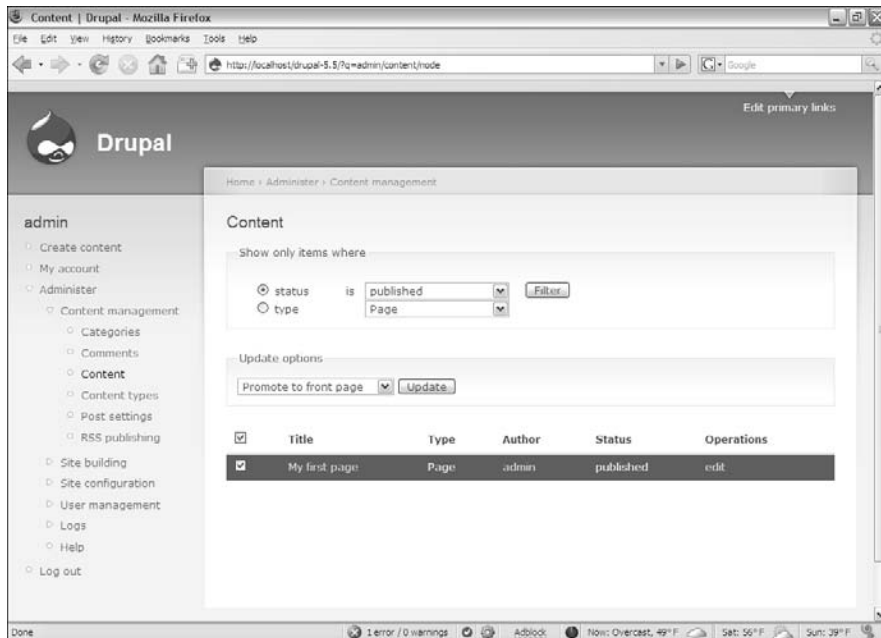 Content | Drupal - Mozilla Firefox
File Edit View History Bookmarks Tools Help
http://localhost/drupal-5.5/?q=admin/content/node
Google
Edit primary links
Drupal
Home › Administer › Content management
admin
Create content
My account
Administer
Content management
Categories
Comments
Content
Content types
Post settings
RSS publishing
Site building
Site configuration
User management
Logs
Help
Log out
Content
Show only items where
status is published Filter
type Page
Update options
Promote to front page Update
Title Type Author Status Operations
My first page Page admin published edit
Done 1 error / 0 warnings Adblock Now: Overcast, 49° F Sat: 56° F Sun: 39° F